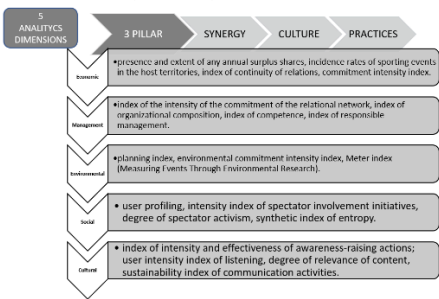 5
ANALITYCS
DIMENSIONS
3 PILLAR
SYNERGY
CULTURE
PRACTICES
Economic
•presence and extent of any annual surplus shares, incidence rates of sporting events
in the host territories, index of continuity of relations, commitment intensity index.
Management
•index of the intensity of the commitment of the relational network, index of
organizational composition, index of competence, index of responsible
management.
Environmental
•planning index, environmental commitment intensity index, Meter index
(Measuring Events Through Environmental Research).
Social
• user profiling, intensity index of spectator involvement initiatives,
degree of spectator activism, synthetic index of entropy.
Cultural
• index of intensity and effectiveness of awareness-raising actions;
user intensity index of listening, degree of relevance of content,
sustainability index of communication activities.